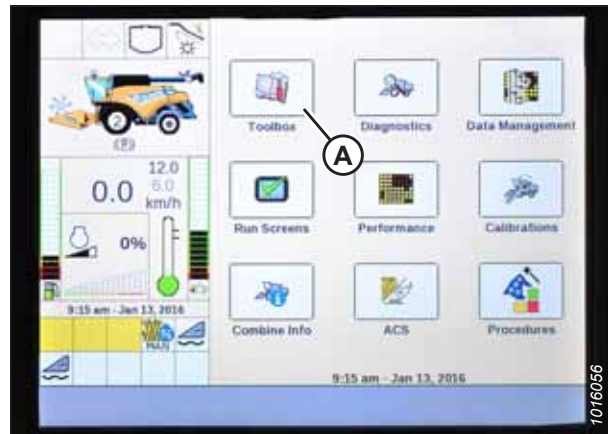 Toolbox
Diagnostics
Data Management
A
(P)
12.0
0.0
6.0
km/h
Run Screens
Performance
Calibrations
0%
9:15 am - Jan 13, 2016
MAN
Combine Info
ACS
Procedures
9:15 am - Jan 13, 2016
1016056